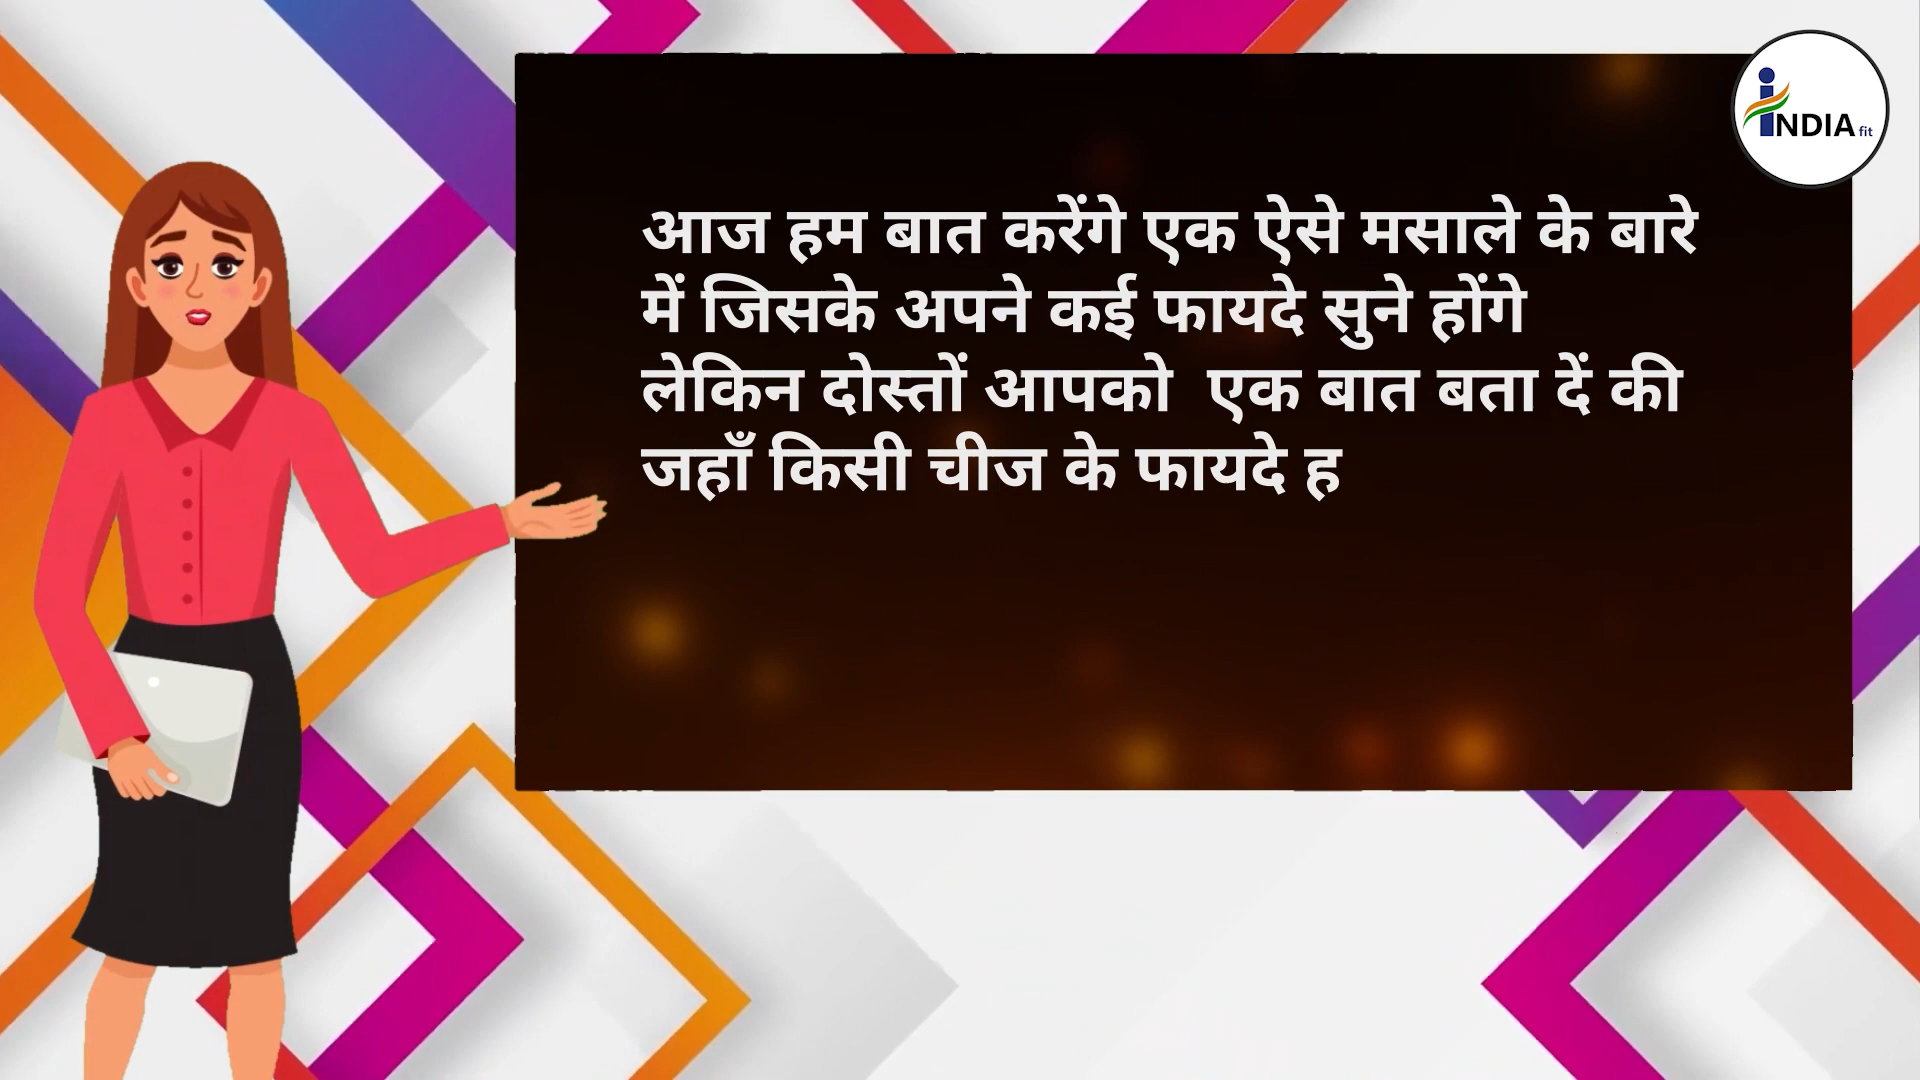 आज हम बात करेंगे एक ऐसे मसाले के बारे
में जिसके अपने कई फायदे सुने होंगे
लेकिन दोस्तों आपको  एक बात बता दें की
जहाँ किसी चीज के फायदे ह
iNDIA fit